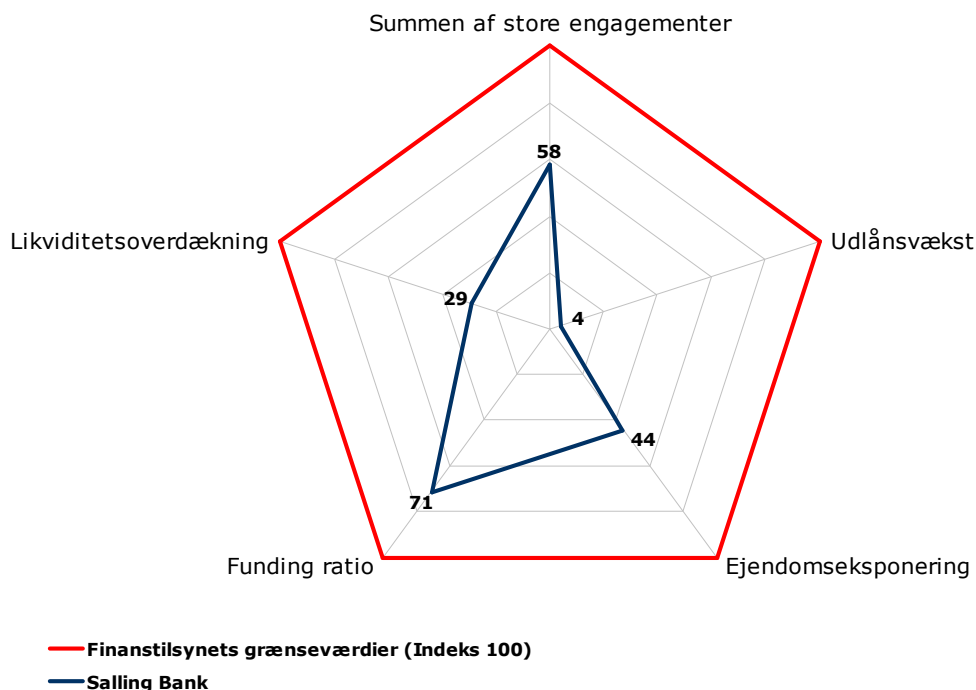 Summen af store engagementer
58
Likviditetsoverdækning
Udlånsvækst
29
4
44
71
Funding ratio
Ejendomseksponering
Finanstilsynets grænseværdier (Indeks 100)
Salling Bank